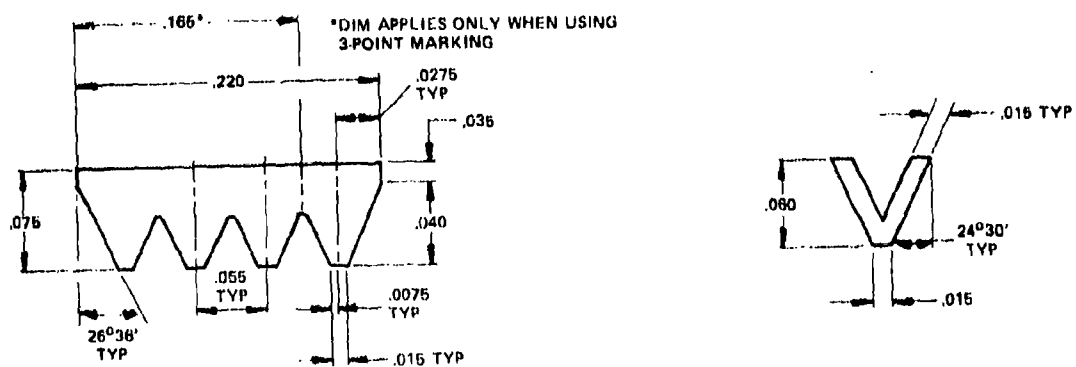 .165*
*DIM APPLIES ONLY WHEN USING
3-POINT MARKING
.220
.0275
TYP
.035
.075
.040
.055
TYP
.0075
TYP
26°36'
TYP
.015 TYP
.015 TYP
.060
24°30'
TYP
.015